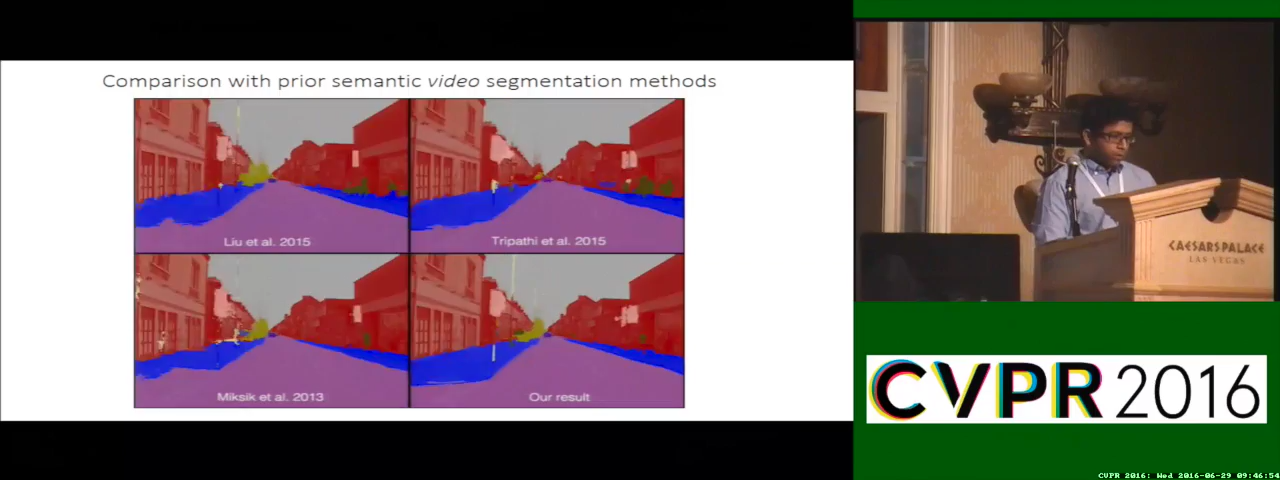 Comparison with prior semantic video segmentation methods
Liu et al. 2015
Tripathi et al. 2015
Miksik et al. 2013
Our result
CAESARS PALACE
LAS VEGAS
CVPR 2016
CVPR 2016: Wed 2016-06-29 09:46:54